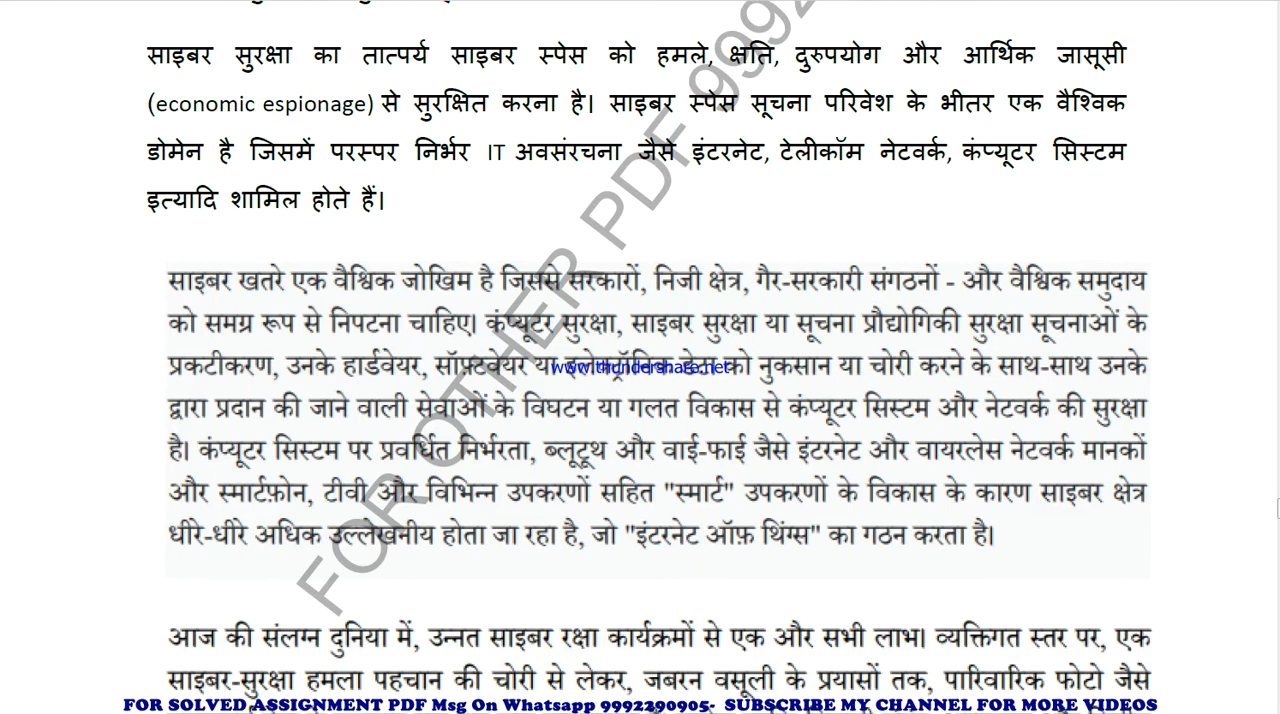 साइबर सुरक्षा का तात्पर्य साइबर स्पेस को हमले, क्षति, दुरुपयोग और आर्थिक जासूसी
(economic espionage) से सुरक्षित करना है। साइबर स्पेस सूचना परिवेश के भीतर एक वैश्विक
डोमेन है जिसमें परस्पर निर्भर IT अवसंरचना जैसे इंटरनेट, टेलीकॉम नेटवर्क, कंप्यूटर सिस्टम
इत्यादि शामिल होते हैं।
साइबर खतरे एक वैश्विक जोखिम है जिससे सरकारों, निजी क्षेत्र, गैर-सरकारी संगठनों - और वैश्विक समुदाय
को समग्र रूप से निपटना चाहिए। कंप्यूटर सुरक्षा, साइबर सुरक्षा या सूचना प्रौद्योगिकी सुरक्षा सूचनाओं के
प्रकटीकरण, उनके हार्डवेयर, सॉफ़्टवेयर या इलेक्ट्रॉनिक डेटा को नुकसान या चोरी करने के साथ-साथ उनके
www.thundershare.net
द्वारा प्रदान की जाने वाली सेवाओं के विघटन या गलत विकास से कंप्यूटर सिस्टम और नेटवर्क की सुरक्षा
है। कंप्यूटर सिस्टम पर प्रवर्धित निर्भरता, ब्लूटूथ और वाई-फाई जैसे इंटरनेट और वायरलेस नेटवर्क मानकों
और स्मार्टफ़ोन, टीवी और विभिन्न उपकरणों सहित "स्मार्ट" उपकरणों के विकास के कारण साइबर क्षेत्र
धीरे-धीरे अधिक उल्लेखनीय होता जा रहा है, जो "इंटरनेट ऑफ़ थिंग्स" का गठन करता है।
आज की संलग्न दुनिया में, उन्नत साइबर रक्षा कार्यक्रमों से एक और सभी लाभ। व्यक्तिगत स्तर पर, एक
साइबर-सुरक्षा हमला पहचान की चोरी से लेकर, जबरन वसूली के प्रयासों तक, पारिवारिक फोटो जैसे
FOR OTHER PDF 9992
FOR SOLVED ASSIGNMENT PDF Msg On Whatsapp 9992290905- SUBSCRIBE MY CHANNEL FOR MORE VIDEOS